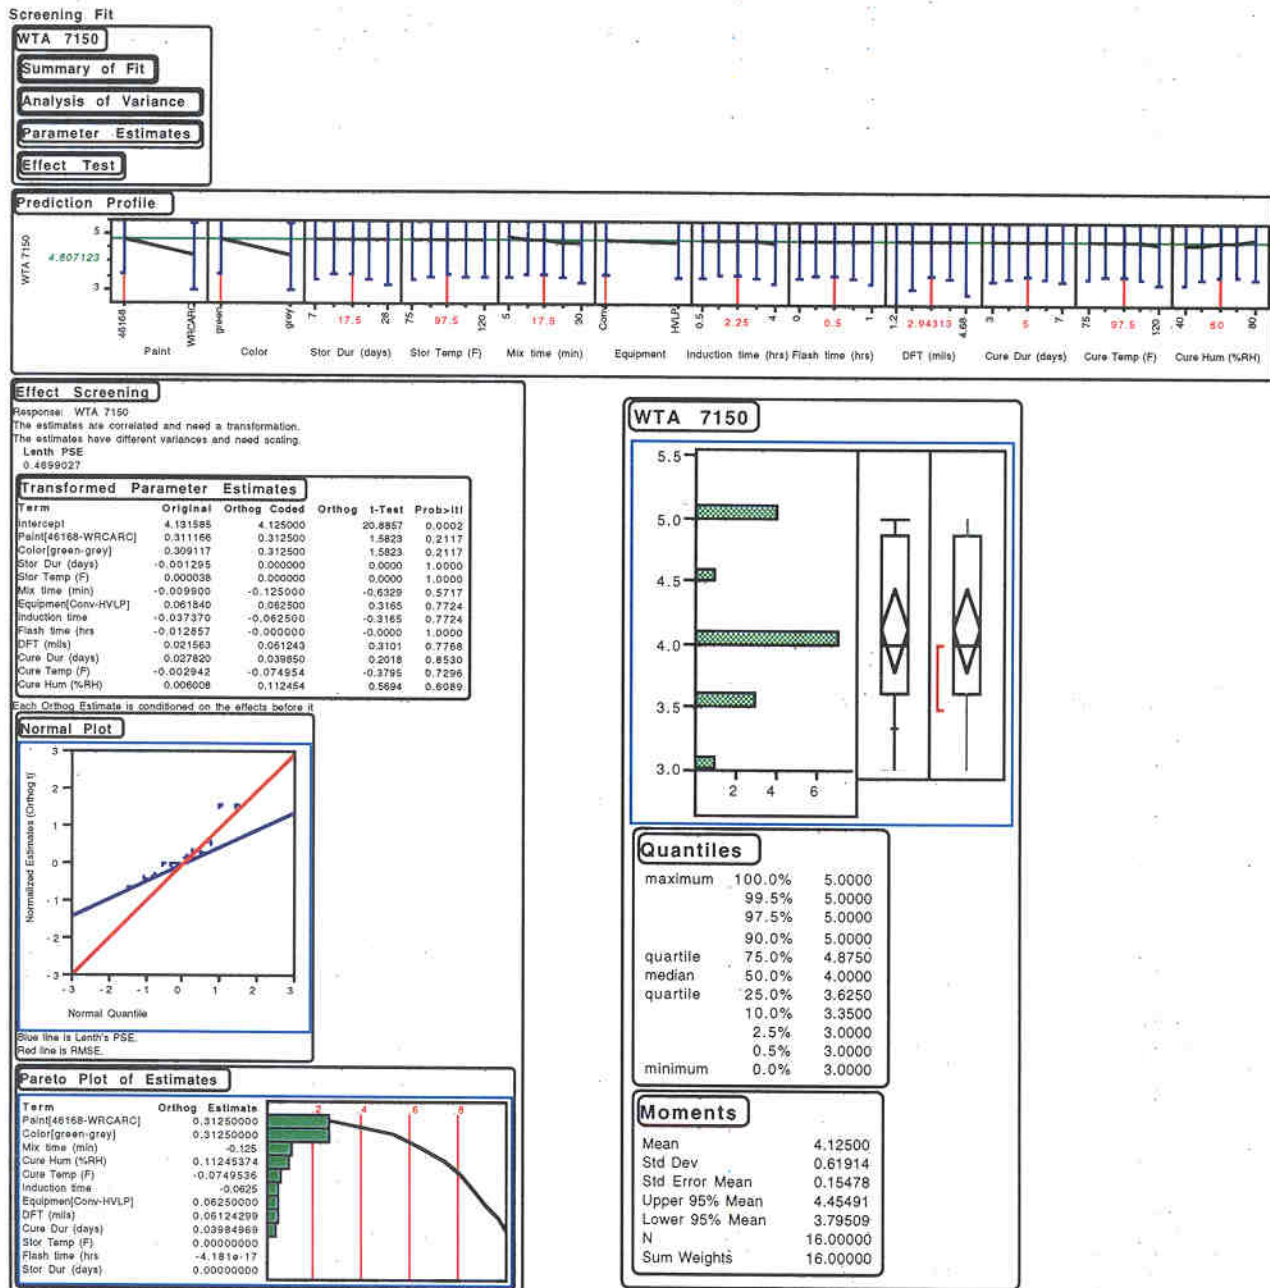 Screening Fit
WTA 7150
Summary of Fit
Analysis of Variance
Parameter Estimates
Effect Test
Prediction Profile
WTA 7150
5
4.607123
3
46168 WRCARC green grey 7 17.5 28 75 97.5 120 5 17.5 30 Conv HVLP 0.5 2.25 4 0 0.5 1 1.2 2.94313 4.68 3 5 7 75 97.5 120 40 60 80
Paint Color Stor Dur (days) Stor Temp (F) Mix time (min) Equipment Induction time (hrs) Flash time (hrs) DFT (mils) Cure Dur (days) Cure Temp (F) Cure Hum (%RH)
Effect Screening
Response: WTA 7150
The estimates are correlated and need a transformation.
The estimates have different variances and need scaling.
Lenth PSE
0.4699027
Transformed Parameter Estimates
Term Original Orthog Coded Orthog t-Test Prob>|t|
Intercept 4.131585 4.125000 20.8857 0.0002
Paint[46168-WRCARC] 0.311166 0.312500 1.5823 0.2117
Color[green-grey] 0.309117 0.312500 1.5823 0.2117
Stor Dur (days) -0.001295 0.000000 0.0000 1.0000
Stor Temp (F) 0.000038 0.000000 0.0000 1.0000
Mix time (min) -0.009900 -0.125000 -0.6329 0.5717
Equipmen[Conv-HVLP] 0.061840 0.062500 0.3165 0.7724
Induction time -0.037370 -0.062500 -0.3165 0.7724
Flash time (hrs -0.012857 -0.000000 -0.0000 1.0000
DFT (mils) 0.021563 0.061243 0.3101 0.7768
Cure Dur (days) 0.027820 0.039850 0.2018 0.8530
Cure Temp (F) -0.002942 -0.074954 -0.3795 0.7296
Cure Hum (%RH) 0.006008 0.112454 0.5694 0.6089
Each Orthog Estimate is conditioned on the effects before it
Normal Plot
Normalized Estimates (Orthog t)
3
2
1
0
-1
-2
-3
-3 -2 -1 0 1 2 3
Normal Quantile
Blue line is Lenth's PSE.
Red line is RMSE.
Pareto Plot of Estimates
Term Orthog Estimate .2 .4 .6 .8
Paint[46168-WRCARC] 0.31250000
Color[green-grey] 0.31250000
Mix time (min) -0.125
Cure Hum (%RH) 0.11245374
Cure Temp (F) -0.0749536
Induction time -0.0625
Equipmen[Conv-HVLP] 0.06250000
DFT (mils) 0.06124299
Cure Dur (days) 0.03984969
Stor Temp (F) 0.00000000
Flash time (hrs -4.181e-17
Stor Dur (days) 0.00000000
WTA 7150
5.5
5.0
4.5
4.0
3.5
3.0
2 4 6
Quantiles
maximum 100.0% 5.0000
99.5% 5.0000
97.5% 5.0000
90.0% 5.0000
quartile 75.0% 4.8750
median 50.0% 4.0000
quartile 25.0% 3.6250
10.0% 3.3500
2.5% 3.0000
0.5% 3.0000
minimum 0.0% 3.0000
Moments
Mean 4.12500
Std Dev 0.61914
Std Error Mean 0.15478
Upper 95% Mean 4.45491
Lower 95% Mean 3.79509
N 16.00000
Sum Weights 16.00000